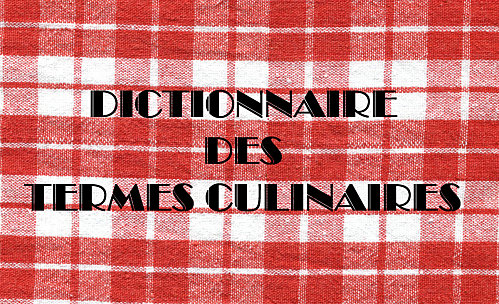 DICTIONNAIRE
DES
TERMES CULINAIRES